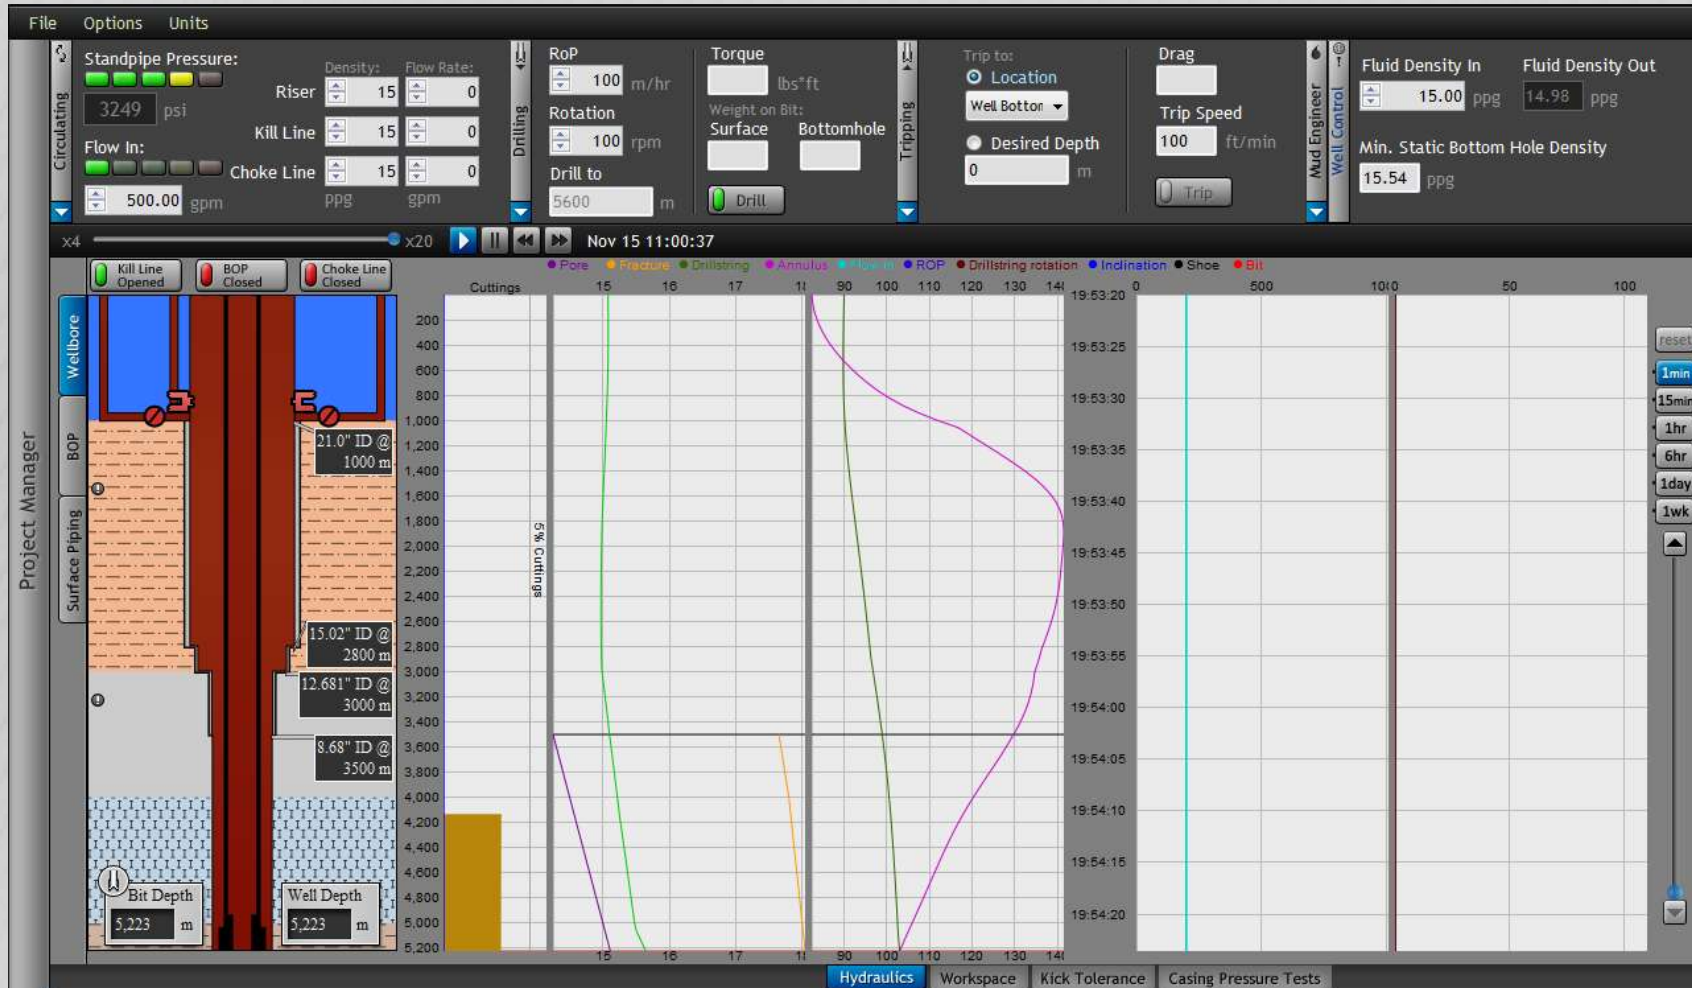 File Options Units
Project Manager
Circulating
Standpipe Pressure:
3249 psi
Flow In:
500.00 gpm
Density: Flow Rate:
Riser 15 0
Kill Line 15 0
Choke Line 15 0
ppg gpm
Drilling
RoP
100 m/hr
Rotation
100 rpm
Drill to
5600 m
Torque
lbs*ft
Weight on Bit:
Surface Bottomhole
Drill
Tripping
Trip to:
Location
Well Bottor
Desired Depth
0 m
Drag
Trip Speed
100 ft/min
Trip
Mud Engineer
Well Control
Fluid Density In Fluid Density Out
15.00 ppg 14.98 ppg
Min. Static Bottom Hole Density
15.54 ppg
x4 x20 Nov 15 11:00:37
Kill Line Opened
BOP Closed
Choke Line Closed
Pore Fracture Drillstring Annulus Flow In ROP Drillstring rotation Inclination Shoe Bit
Wellbore
BOP
Surface Piping
21.0" ID @
1000 m
15.02" ID @
2800 m
12.681" ID @
3000 m
8.68" ID @
3500 m
Bit Depth
5,223 m
Well Depth
5,223 m
Cuttings 15 16 17 90 100 110 120 130 0 500 50 100
200
400
600
800
1,000
1,200
1,400
1,600
1,800
2,000
2,200
2,400
2,600
2,800
3,000
3,200
3,400
3,600
3,800
4,000
4,200
4,400
4,600
4,800
5,000
5,200
5% Cuttings
15 16 17 90 100 110 120 130
19:53:20
19:53:25
19:53:30
19:53:35
19:53:40
19:53:45
19:53:50
19:53:55
19:54:00
19:54:05
19:54:10
19:54:15
19:54:20
reset
1min
15min
1hr
6hr
1day
1wk
Hydraulics Workspace Kick Tolerance Casing Pressure Tests